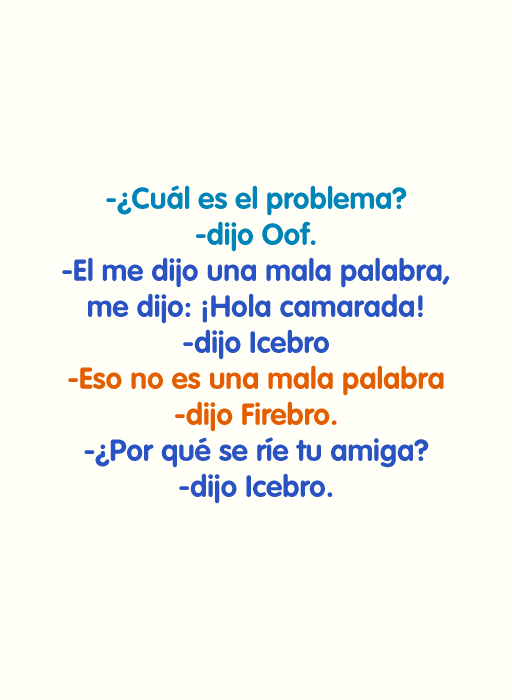 -¿Cuál es el problema?
-dijo Oof.
-El me dijo una mala palabra,
me dijo: ¡Hola camarada!
-dijo Icebro
-Eso no es una mala palabra
-dijo Firebro.
-¿Por qué se ríe tu amiga?
-dijo Icebro.